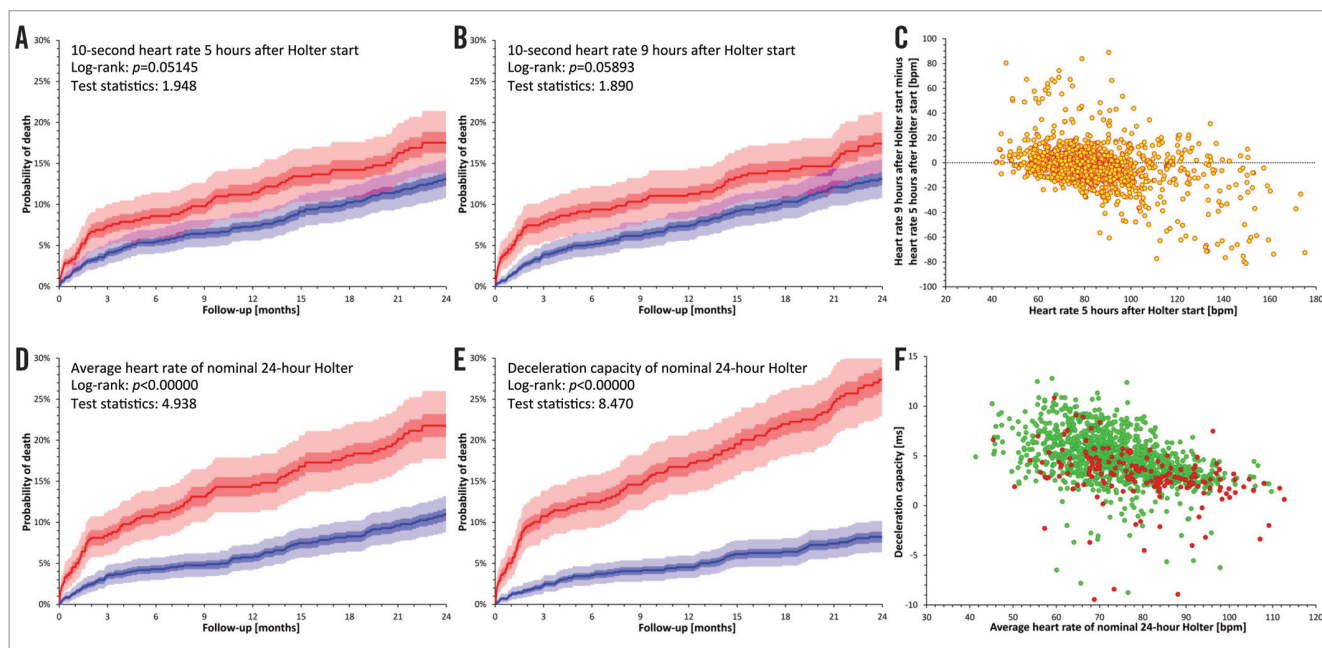 A
10-second heart rate 5 hours after Holter start
Log-rank: p=0.05145
Test statistics: 1.948
Probability of death
30%
25%
20%
15%
10%
5%
0%
0 3 6 9 12 15 18 21 24
Follow-up [months]
B
10-second heart rate 9 hours after Holter start
Log-rank: p=0.05893
Test statistics: 1.890
Probability of death
30%
25%
20%
15%
10%
5%
0%
0 3 6 9 12 15 18 21 24
Follow-up [months]
C
Heart rate 9 hours after Holter start minus
heart rate 5 hours after Holter start [bpm]
100
80
60
40
20
0
-20
-40
-60
-80
-100
20 40 60 80 100 120 140 160 180
Heart rate 5 hours after Holter start [bpm]
D
Average heart rate of nominal 24-hour Holter
Log-rank: p<0.00000
Test statistics: 4.938
Probability of death
30%
25%
20%
15%
10%
5%
0%
0 3 6 9 12 15 18 21 24
Follow-up [months]
E
Deceleration capacity of nominal 24-hour Holter
Log-rank: p<0.00000
Test statistics: 8.470
Probability of death
30%
25%
20%
15%
10%
5%
0%
0 3 6 9 12 15 18 21 24
Follow-up [months]
F
Deceleration capacity [ms]
15
10
5
0
-5
-10
30 40 50 60 70 80 90 100 110 120
Average heart rate of nominal 24-hour Holter [bpm]